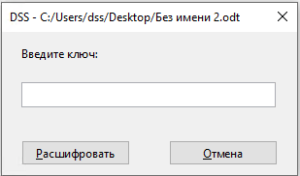 DSS - C:/Users/dss/Desktop/Без имени 2.odt
Введите ключ:
Расшифровать Отмена